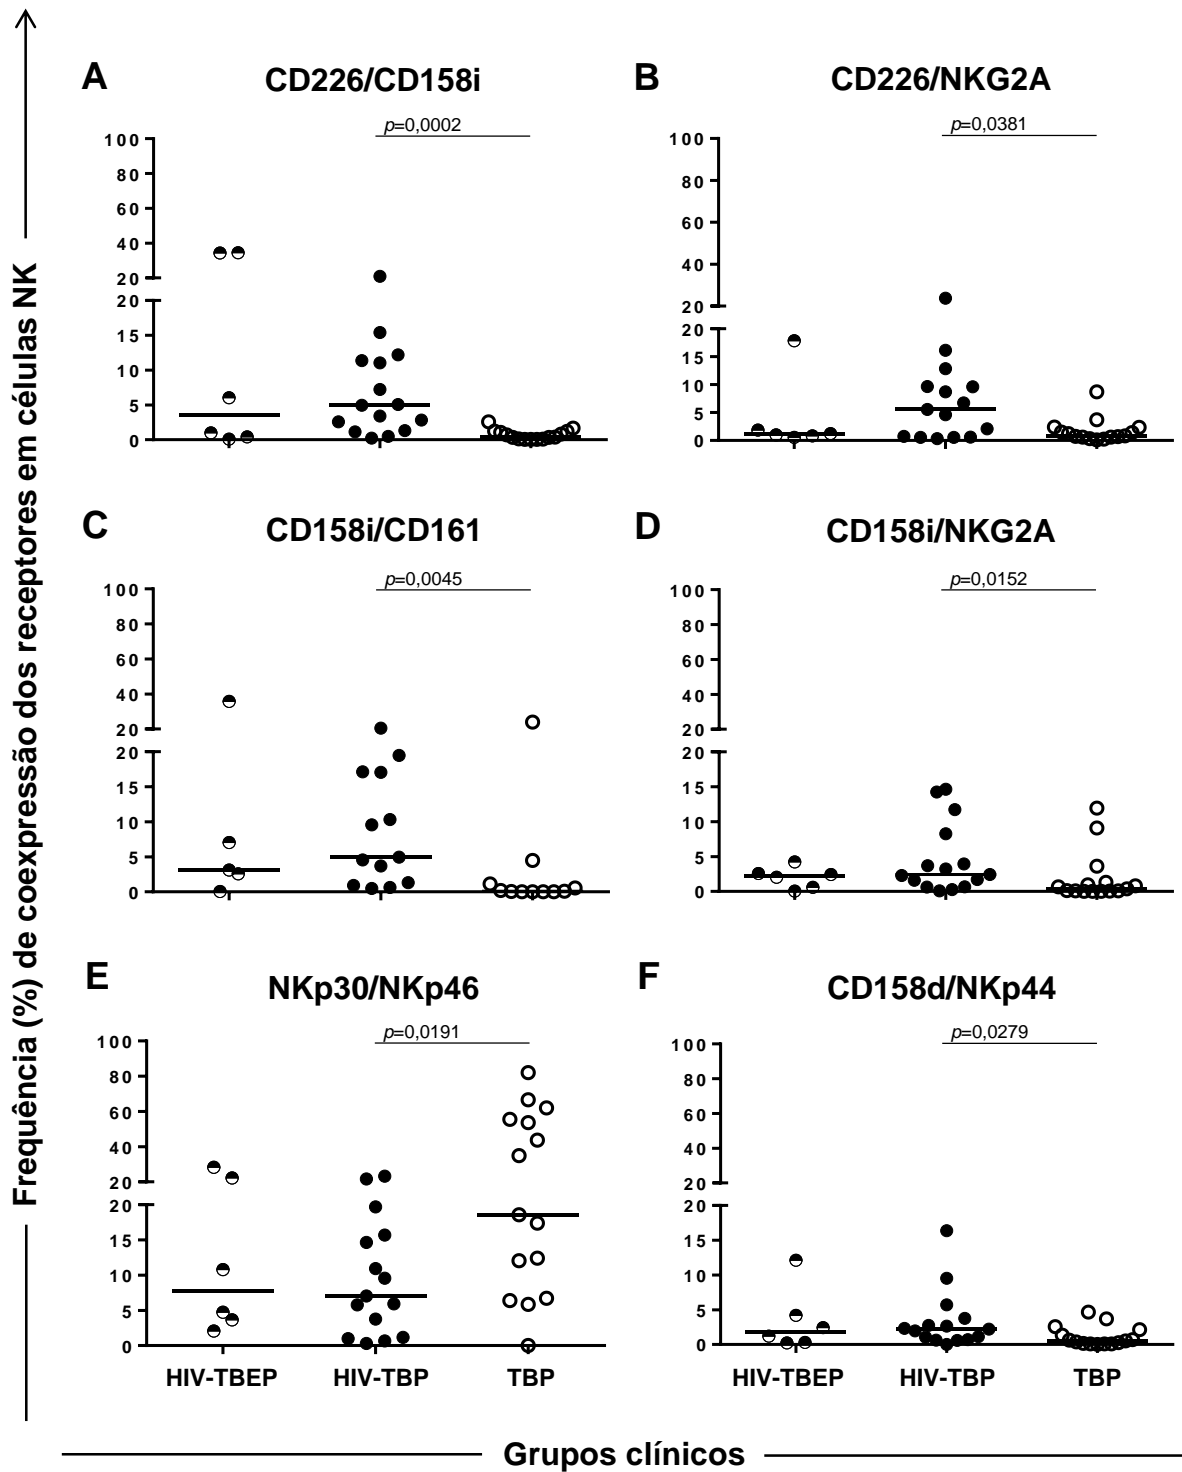 Frequência (%) de coexpressão dos receptores em células NK
A
CD226/CD158i
p=0,0002
100
80
60
40
20
20
15
10
5
0
B
CD226/NKG2A
p=0,0381
100
80
60
40
20
20
15
10
5
0
C
CD158i/CD161
p=0,0045
100
80
60
40
20
20
15
10
5
0
D
CD158i/NKG2A
p=0,0152
100
80
60
40
20
20
15
10
5
0
E
NKp30/NKp46
p=0,0191
100
80
60
40
20
20
15
10
5
0
HIV-TBEP HIV-TBP TBP
F
CD158d/NKp44
p=0,0279
100
80
60
40
20
20
15
10
5
0
HIV-TBEP HIV-TBP TBP
Grupos clínicos